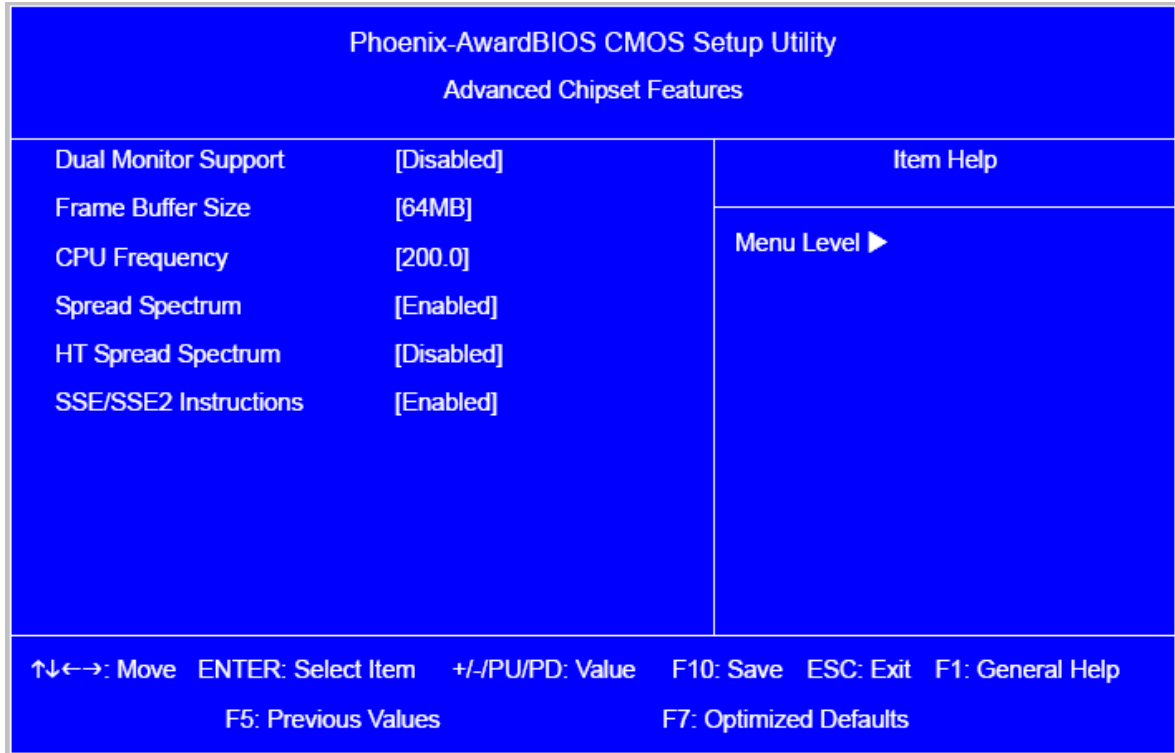 Phoenix-AwardBIOS CMOS Setup Utility
Advanced Chipset Features
Dual Monitor Support [Disabled]
Frame Buffer Size [64MB]
CPU Frequency [200.0]
Spread Spectrum [Enabled]
HT Spread Spectrum [Disabled]
SSE/SSE2 Instructions [Enabled]
Item Help
Menu Level ▶
↑↓←→: Move ENTER: Select Item +/-/PU/PD: Value F10: Save ESC: Exit F1: General Help
F5: Previous Values F7: Optimized Defaults